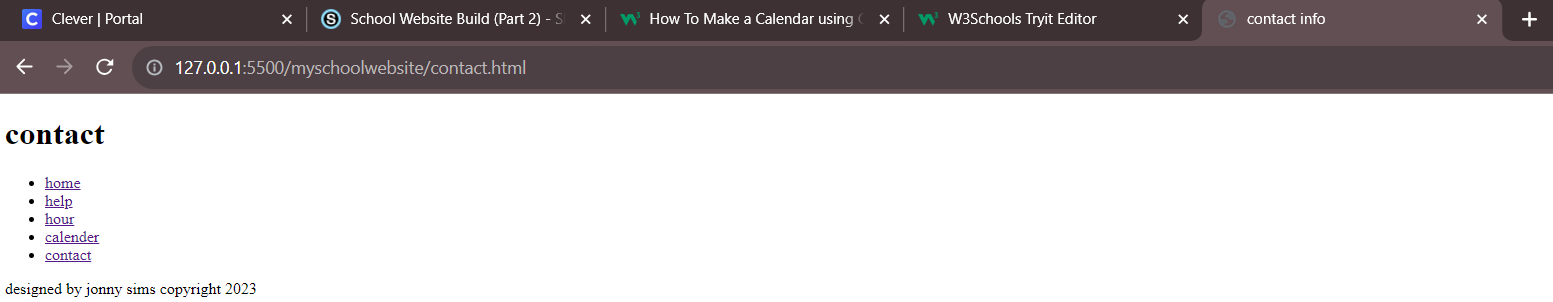 Clever | Portal
School Website Build (Part 2) - Sl
How To Make a Calendar using C
W3Schools Tryit Editor
contact info
127.0.0.1:5500/myschoolwebsite/contact.html
contact
home
help
hour
calender
contact
designed by jonny sims copyright 2023